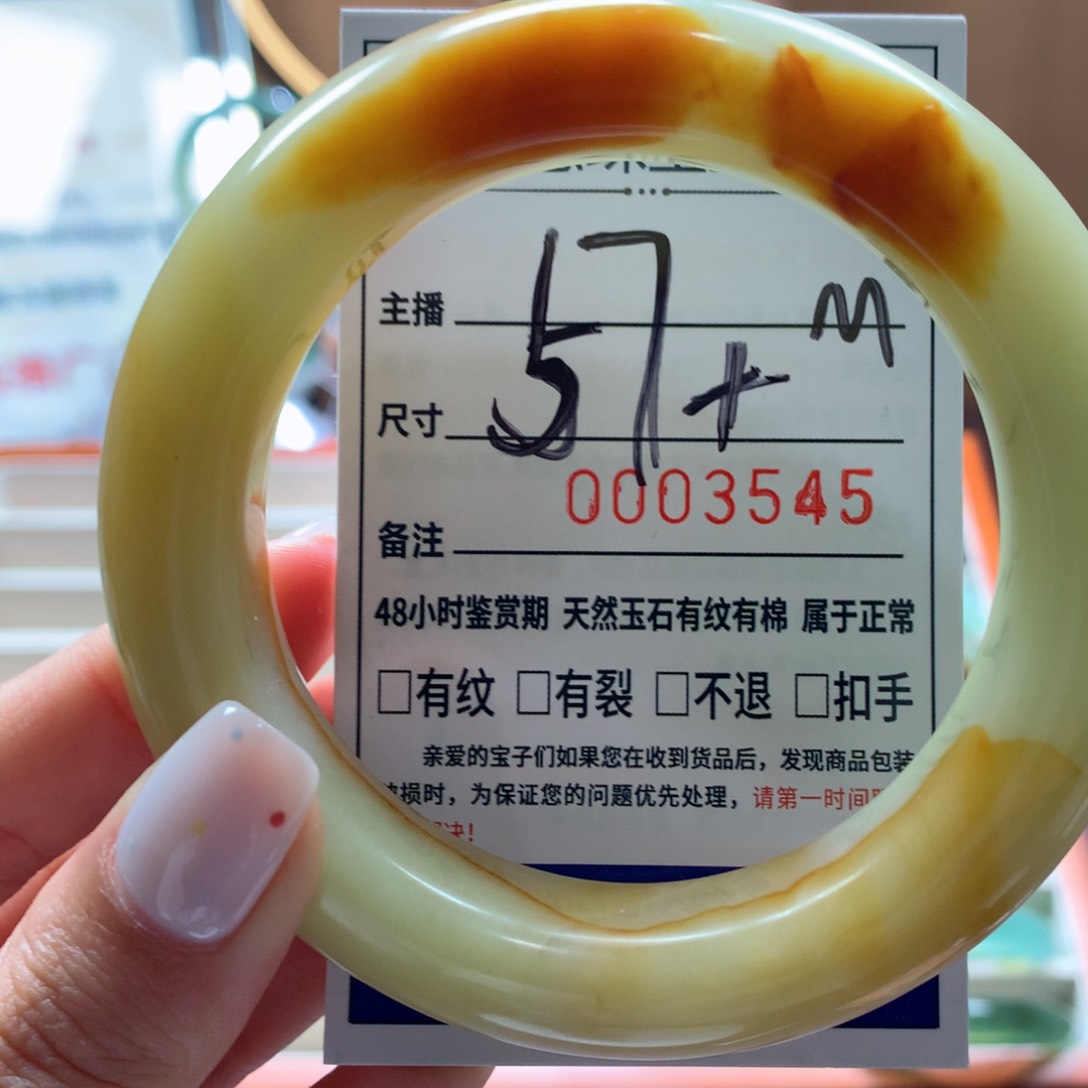 主播
M
尺寸
57+
0003545
备注
48小时鉴赏期 天然玉石有纹有棉 属于正常
□有纹 □有裂 □不退 □扣手
亲爱的宝子们如果您在收到货品后，发现商品包装
损时，为保证您的问题优先处理，请第一时间
决！